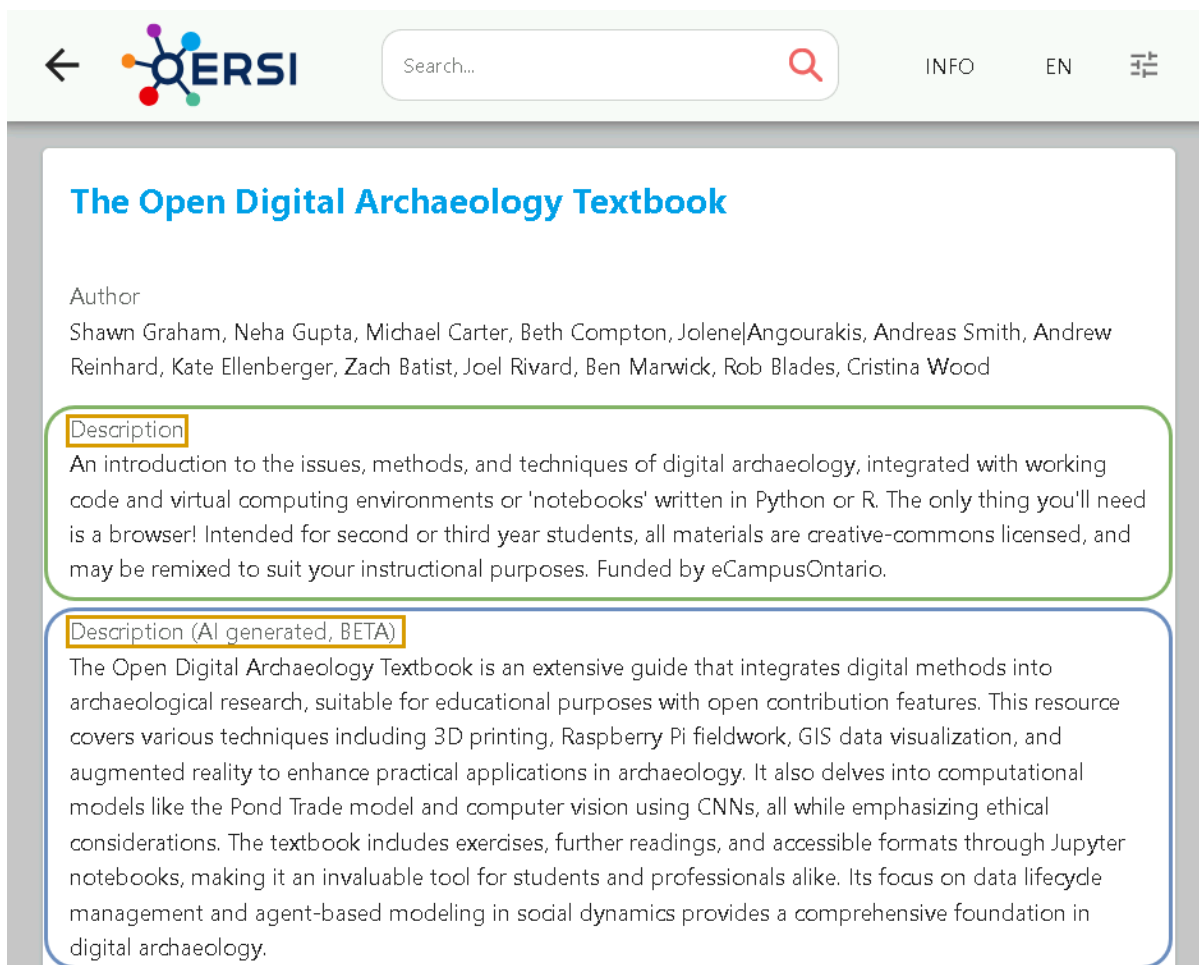 OERSI
Search...
INFO
EN
The Open Digital Archaeology Textbook
Author
Shawn Graham, Neha Gupta, Michael Carter, Beth Compton, Jolene|Angourakis, Andreas Smith, Andrew
Reinhard, Kate Ellenberger, Zach Batist, Joel Rivard, Ben Marwick, Rob Blades, Cristina Wood
Description
An introduction to the issues, methods, and techniques of digital archaeology, integrated with working
code and virtual computing environments or 'notebooks' written in Python or R. The only thing you'll need
is a browser! Intended for second or third year students, all materials are creative-commons licensed, and
may be remixed to suit your instructional purposes. Funded by eCampusOntario.
Description (AI generated, BETA)
The Open Digital Archaeology Textbook is an extensive guide that integrates digital methods into
archaeological research, suitable for educational purposes with open contribution features. This resource
covers various techniques including 3D printing, Raspberry Pi fieldwork, GIS data visualization, and
augmented reality to enhance practical applications in archaeology. It also delves into computational
models like the Pond Trade model and computer vision using CNNs, all while emphasizing ethical
considerations. The textbook includes exercises, further readings, and accessible formats through Jupyter
notebooks, making it an invaluable tool for students and professionals alike. Its focus on data lifecycle
management and agent-based modeling in social dynamics provides a comprehensive foundation in
digital archaeology.